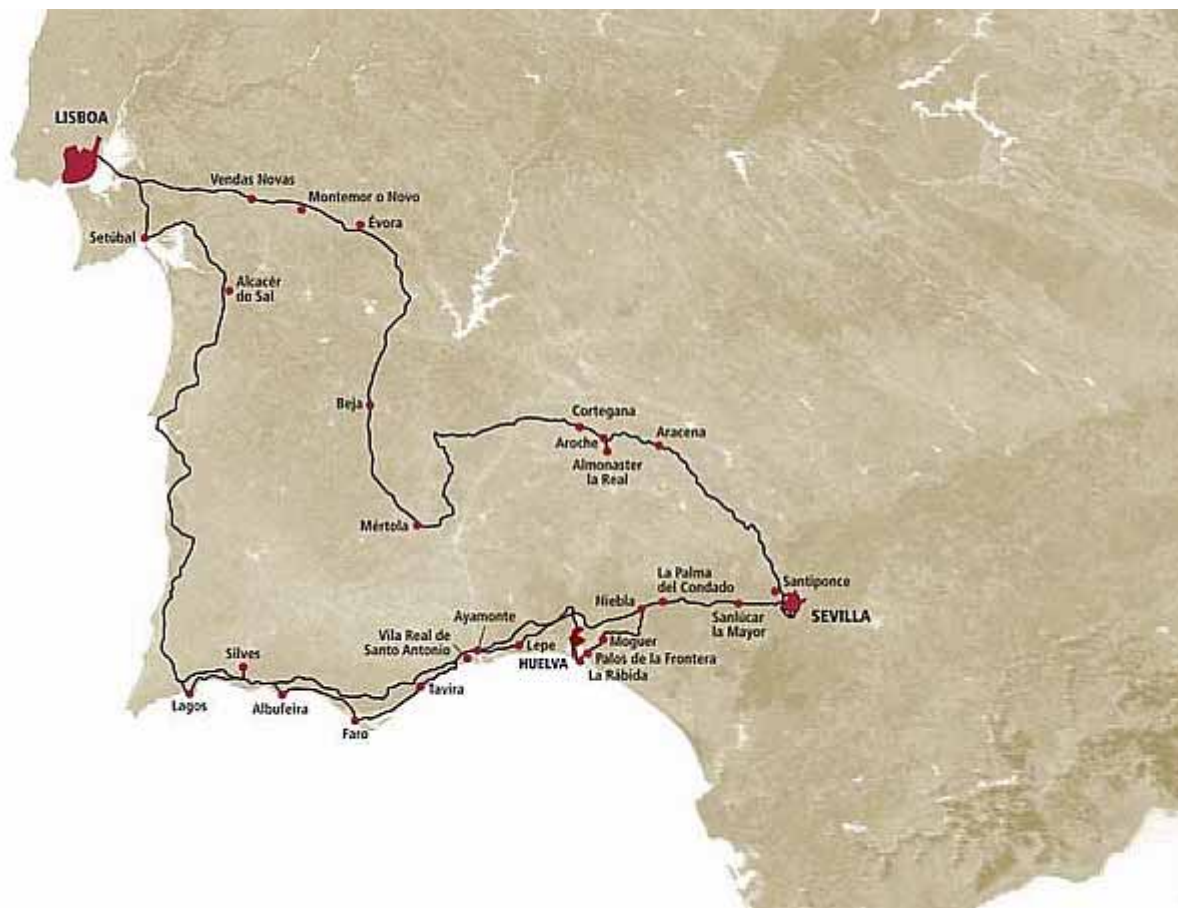 LISBOA
Vendas Novas
Montemor o Novo
Évora
Setúbal
Alcacér
do Sal
Beja
Cortegana
Aroche
Aracena
Almonaster
la Real
Mértola
La Palma
del Condado
Santiponce
Niebla
Sanlúcar
la Mayor
SEVILLA
Ayamonte
Vila Real de
Santo Antonio
Lepe
HUELVA
Moguer
Palos de la Frontera
La Rábida
Silves
Tavira
Lagos
Albufeira
Faro